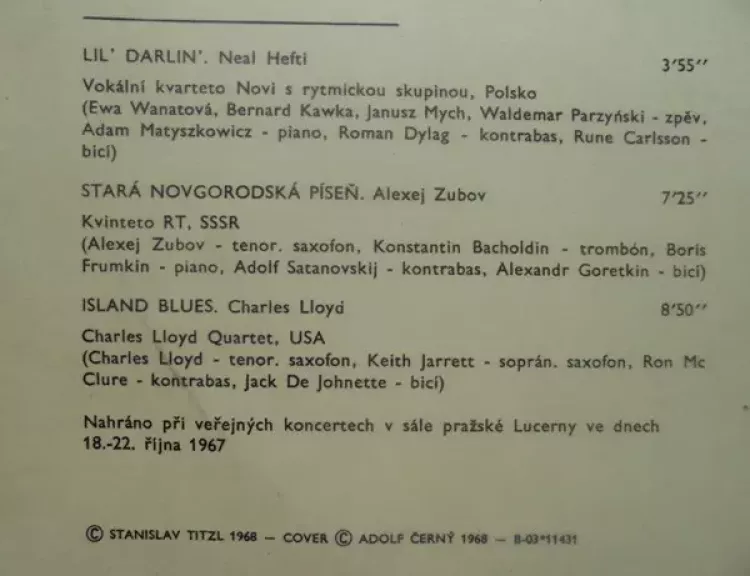 LIL' DARLIN'. Neal Hefti 3'55''
Vokální kvarteto Novi s rytmickou skupinou, Polsko
(Ewa Wanatová, Bernard Kawka, Janusz Mych, Waldemar Parzyński - zpěv,
Adam Matyszkowicz - piano, Roman Dylag - kontrabas, Rune Carlsson -
bicí)
STARÁ NOVGORODSKÁ PÍSEŇ. Alexej Zubov 7'25''
Kvinteto RT, SSSR
(Alexej Zubov - tenor. saxofon, Konstantin Bacholdin - trombón, Boris
Frumkin - piano, Adolf Satanovskij - kontrabas, Alexandr Goretkin - bicí)
ISLAND BLUES. Charles Lloyd 8'50''
Charles Lloyd Quartet, USA
(Charles Lloyd - tenor. saxofon, Keith Jarrett - soprán. saxofon, Ron Mc
Clure - kontrabas, Jack De Johnette - bicí)
Nahráno při veřejných koncertech v sále pražské Lucerny ve dnech
18.-22. října 1967
© STANISLAV TITZL 1968 — COVER © ADOLF ČERNÝ 1968 — B-03*11431